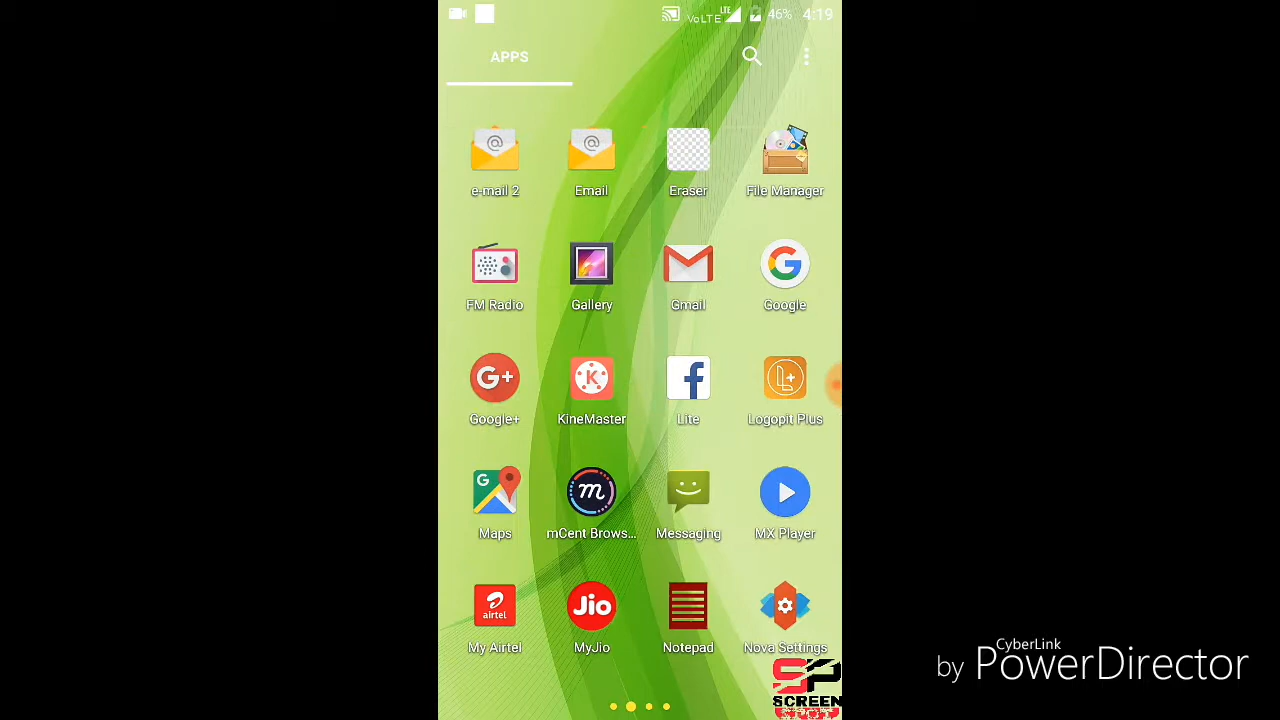 LTE
VoLTE 46% 4:19
APPS
e-mail 2 Email Eraser File Manager
FM Radio Gallery Gmail Google
G+ K f L+
Google+ KineMaster Lite Logopit Plus
G m
Maps mCent Brows... Messaging MX Player
airtel Jio
My Airtel MyJio Notepad Nova Settings
CyberLink
by PowerDirector
SP
SCREEN